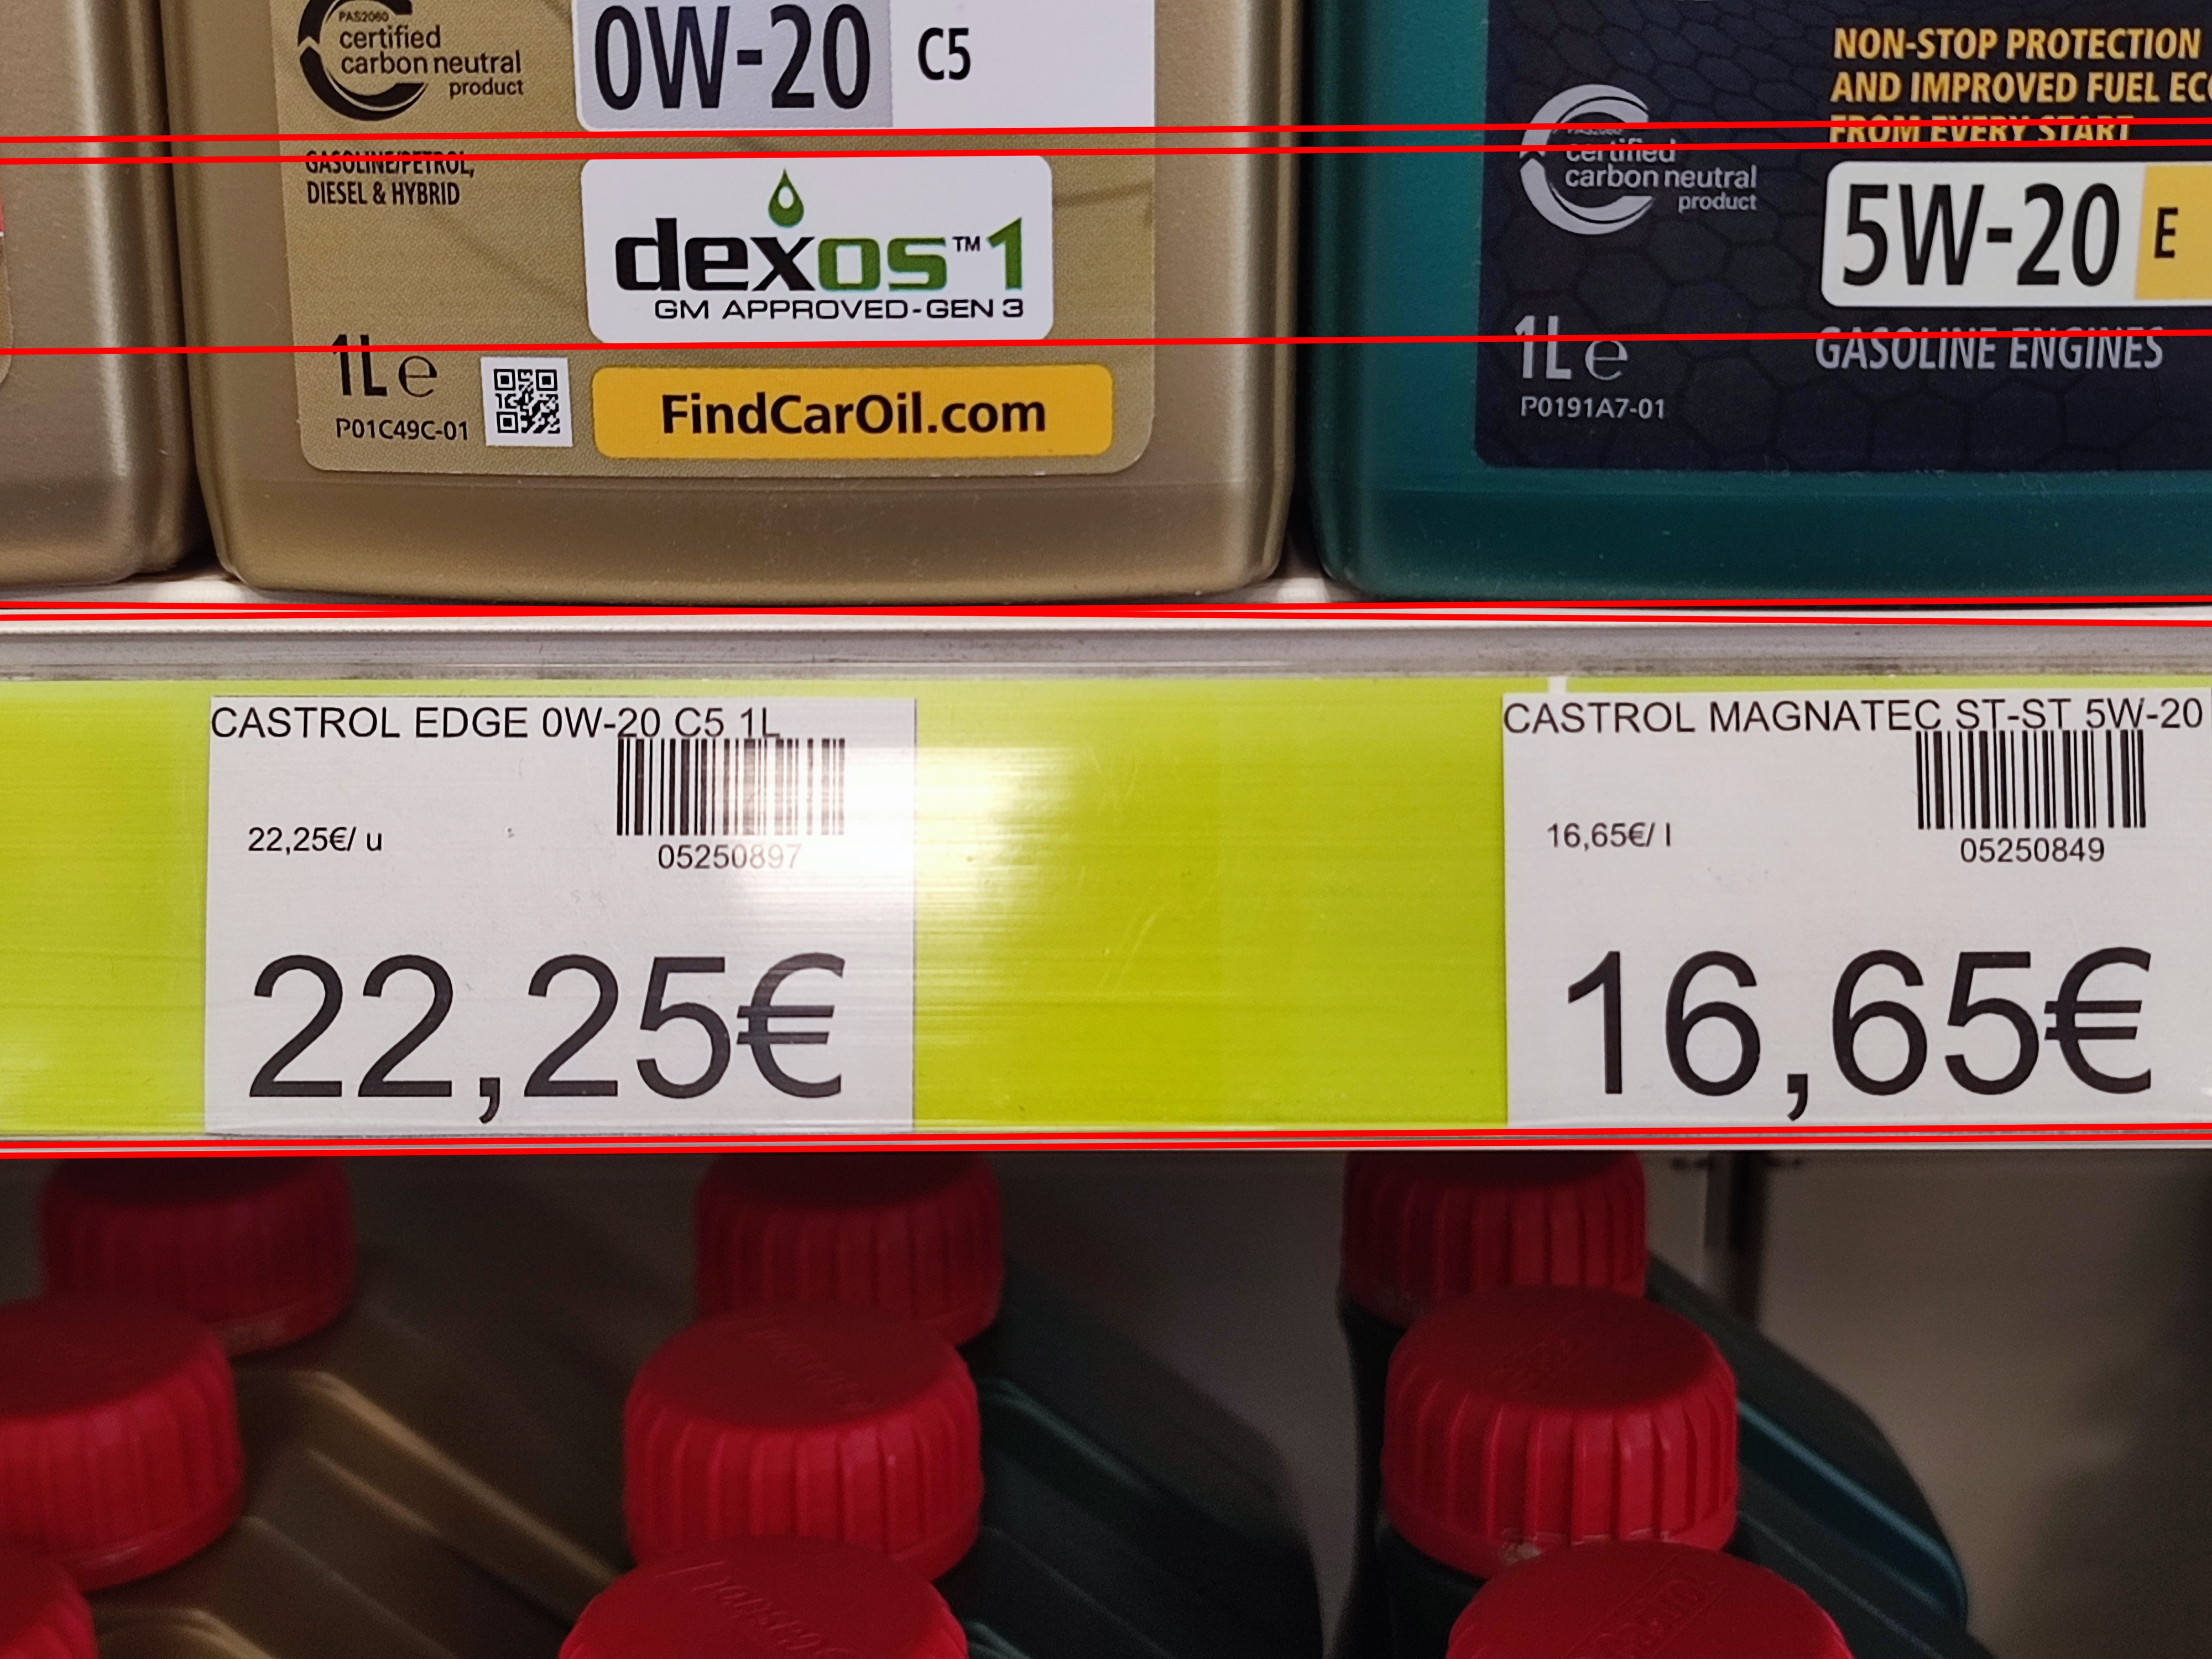 PAS2060
certified
carbon neutral
product
0W-20 C5
GASOLINE/PETROL,
DIESEL & HYBRID
dexos™1
GM APPROVED-GEN 3
1L e
P01C49C-01
FindCarOil.com
NON-STOP PROTECTION
AND IMPROVED FUEL
FROM EVERY START
PAS2060
certified
carbon neutral
product
5W-20 E
1L e
GASOLINE ENGINES
P0191A7-01
CASTROL EDGE 0W-20 C5 1L
22,25€/ u
05250897
22,25€
CASTROL MAGNATEC ST-ST 5W-20
16,65€/ l
05250849
16,65€
Castrol